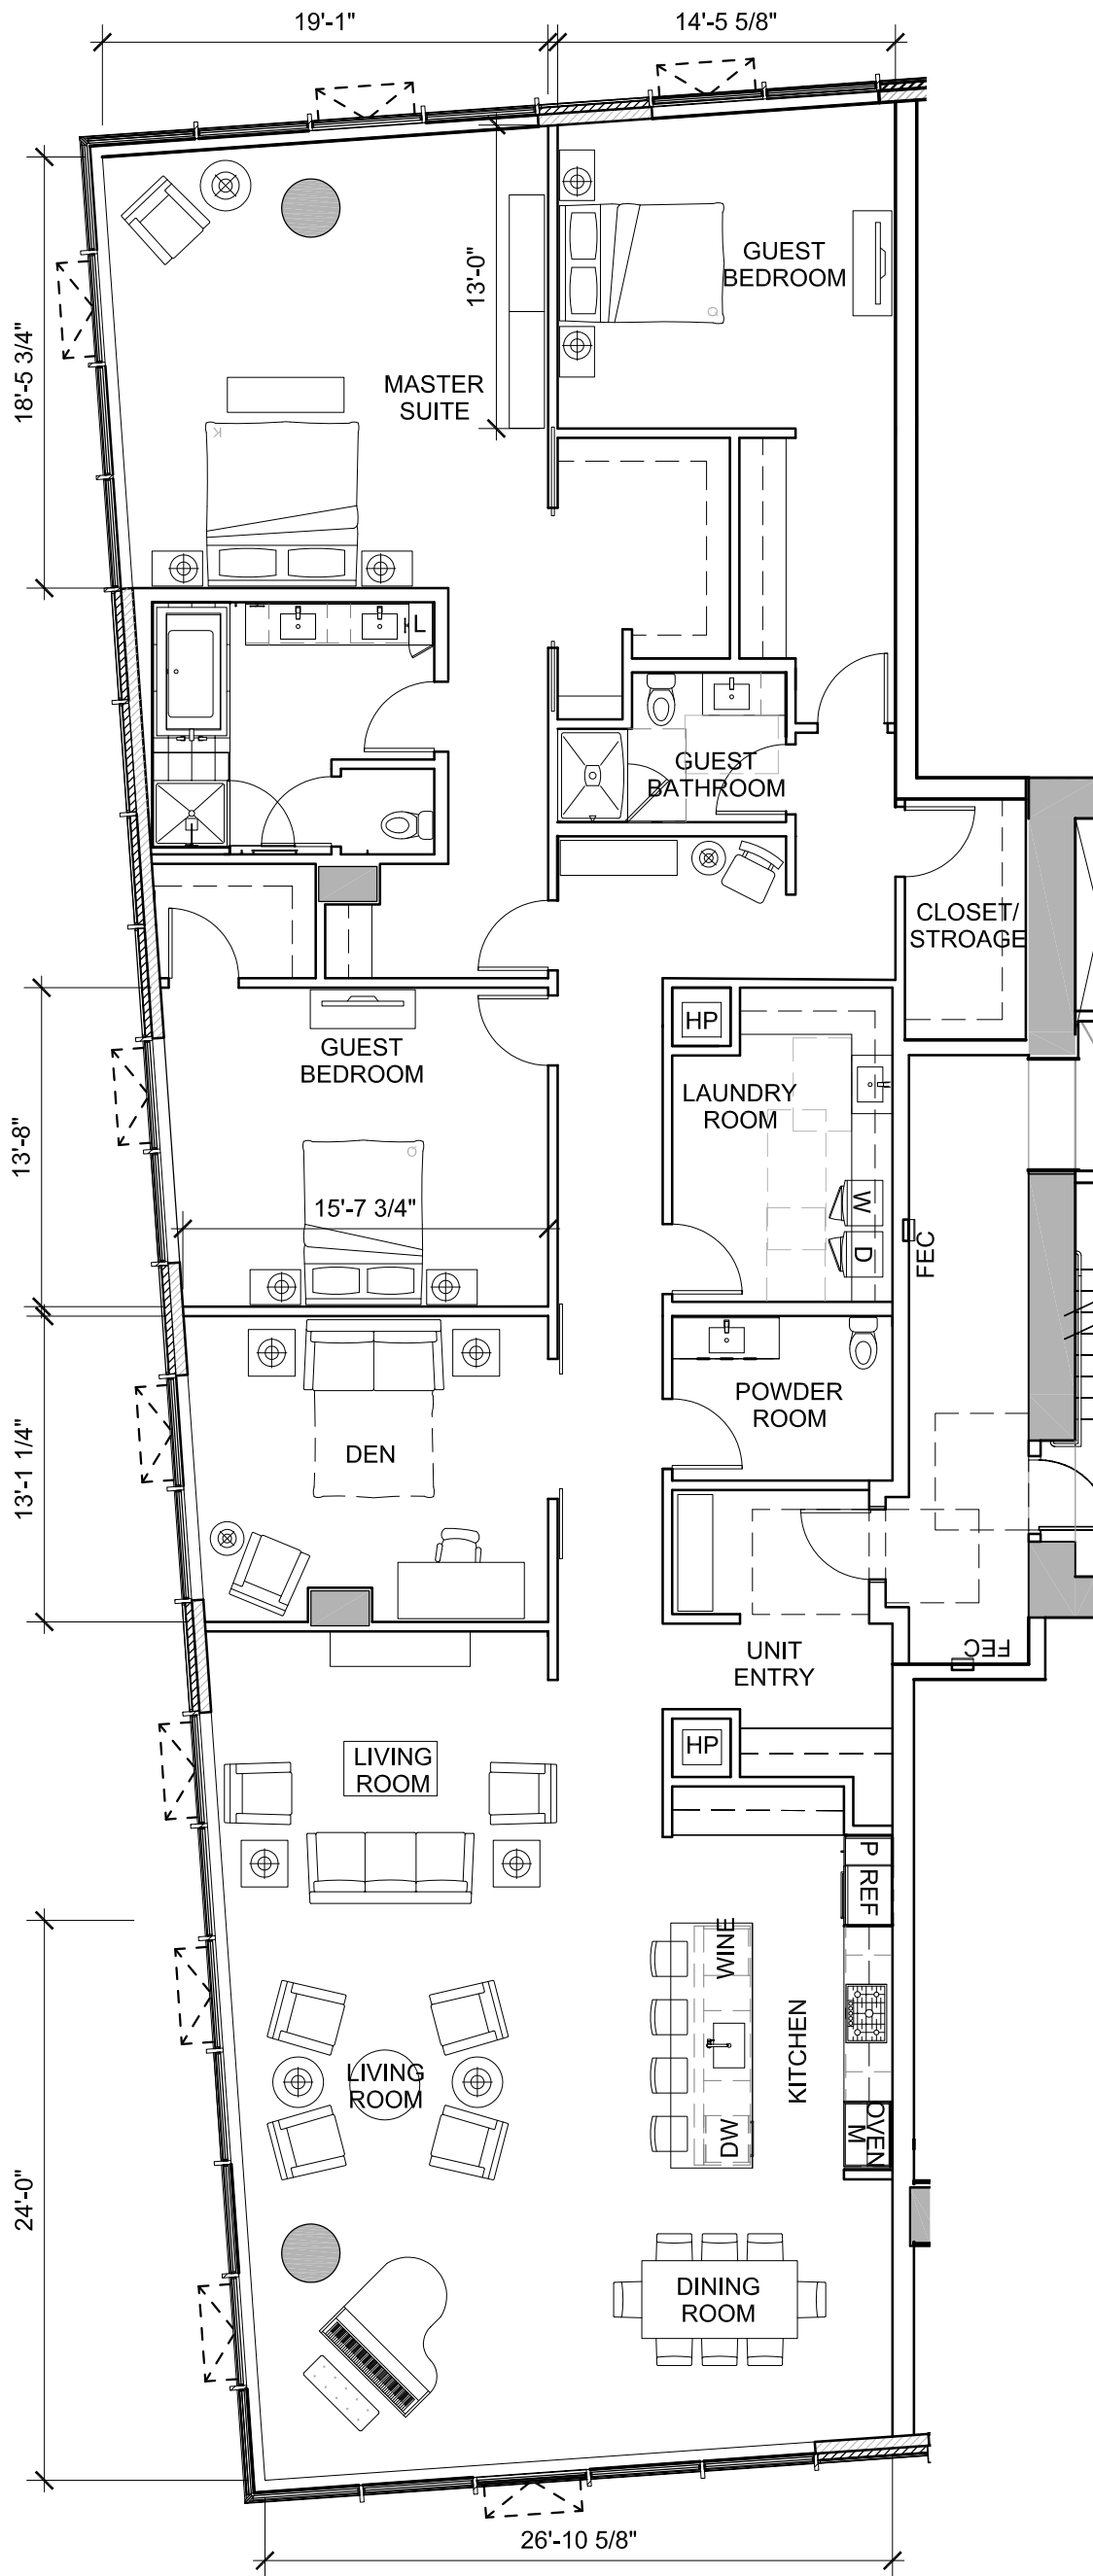 19'-1"
14'-5 5/8"
13'-0"
GUEST
BEDROOM
18'-5 3/4"
MASTER
SUITE
K
Q
L
GUEST
BATHROOM
CLOSET/
STROAGE
HP
GUEST
BEDROOM
LAUNDRY
ROOM
13'-8"
Q
15'-7 3/4"
W
D
FEC
POWDER
ROOM
DEN
13'-1 1/4"
UNIT
ENTRY
FEC
HP
LIVING
ROOM
P
REF
WINE
KITCHEN
LIVING
ROOM
DW
OVEN
M
24'-0"
DINING
ROOM
26'-10 5/8"